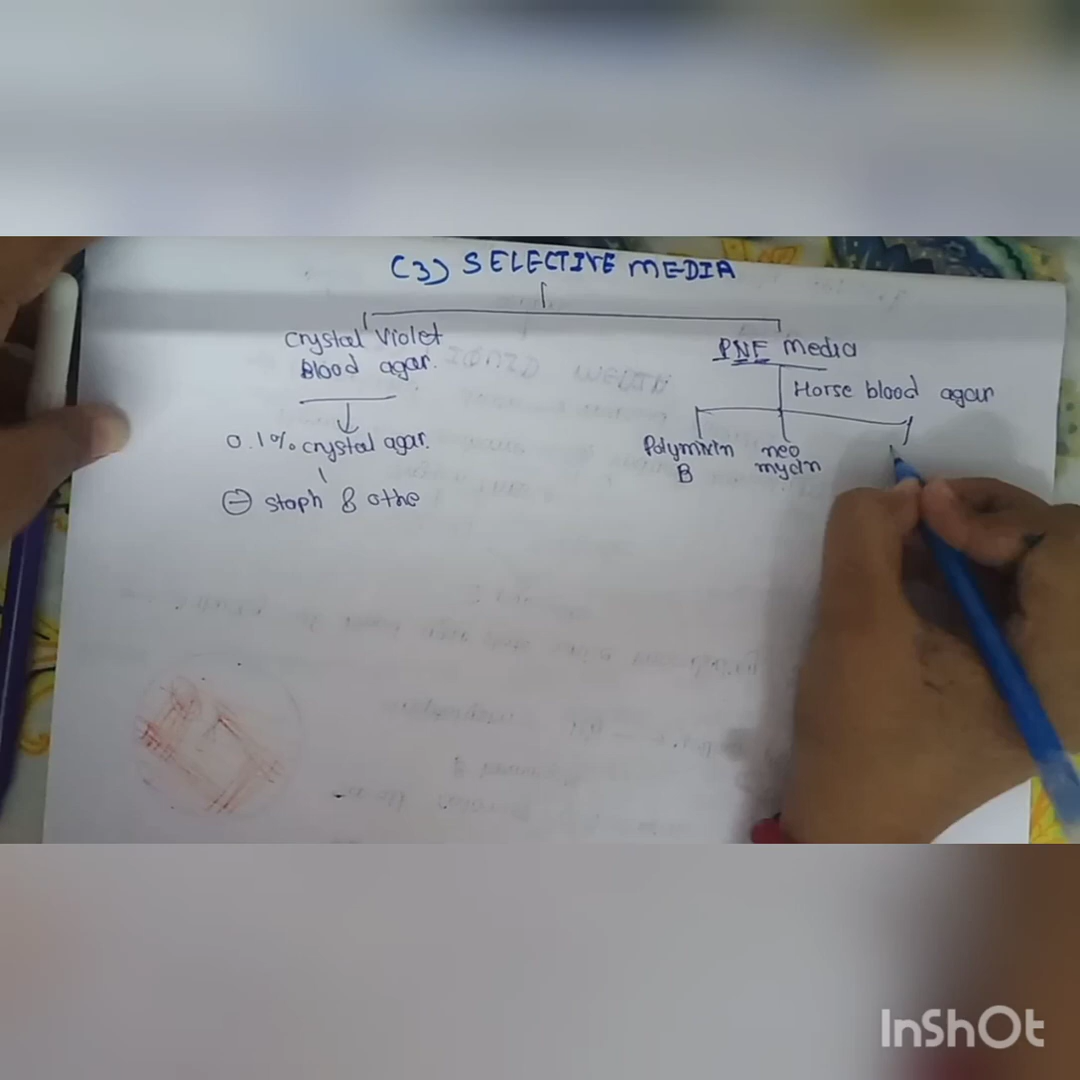 (3) SELECTIVE MEDIA
Crystal Violet
Blood agar.
PNF Media
Horse blood agar
0.1% crystal agar.
Polymixin
B
neo
mycin
⊖ staph & othe
InShOt